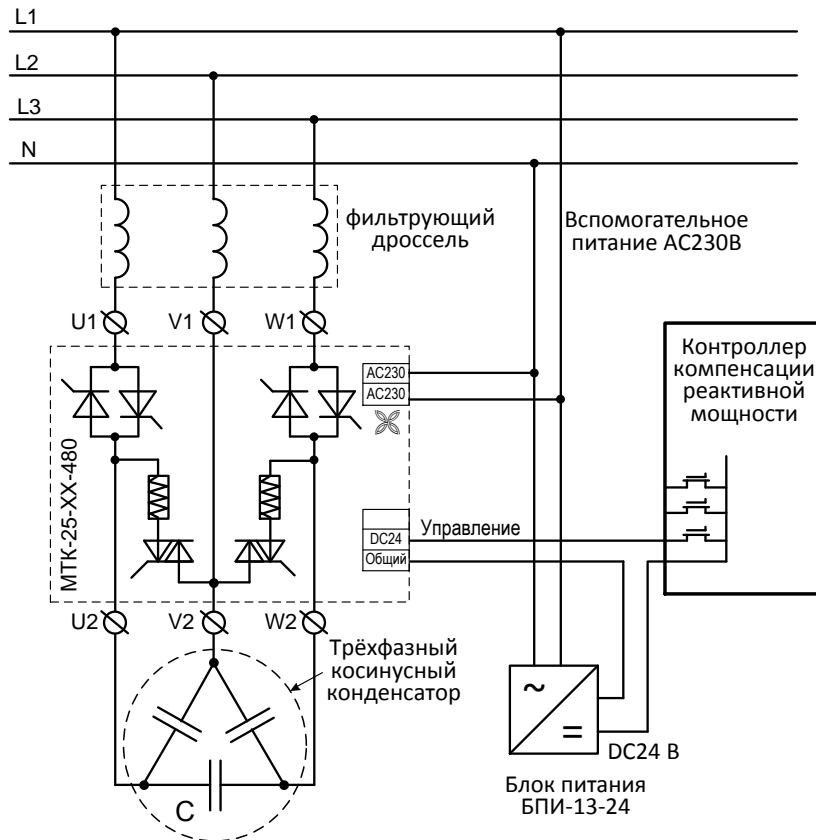 L1
L2
L3
N
фильтрующий
дроссель
Вспомогательное
питание AC230В
U1
V1
W1
AC230
AC230
Контроллер
компенсации
реактивной
мощности
МТК-25-ХХ-480
Управление
DC24
Общий
U2
V2
W2
Трёхфазный
косинусный
конденсатор
~
=
DC24 В
C
Блок питания
БПИ-13-24